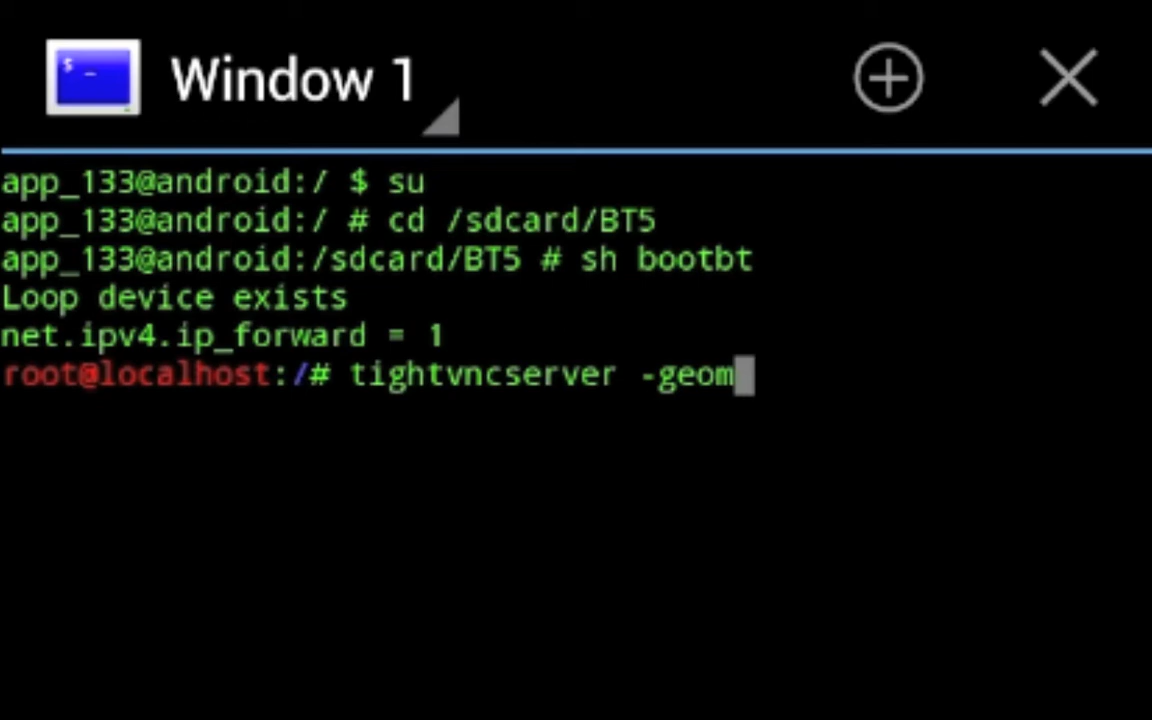 $ _
Window 1
app_133@android:/ $ su
app_133@android:/ # cd /sdcard/BT5
app_133@android:/sdcard/BT5 # sh bootbt
Loop device exists
net.ipv4.ip_forward = 1
root@localhost:/# tightvncserver -geom